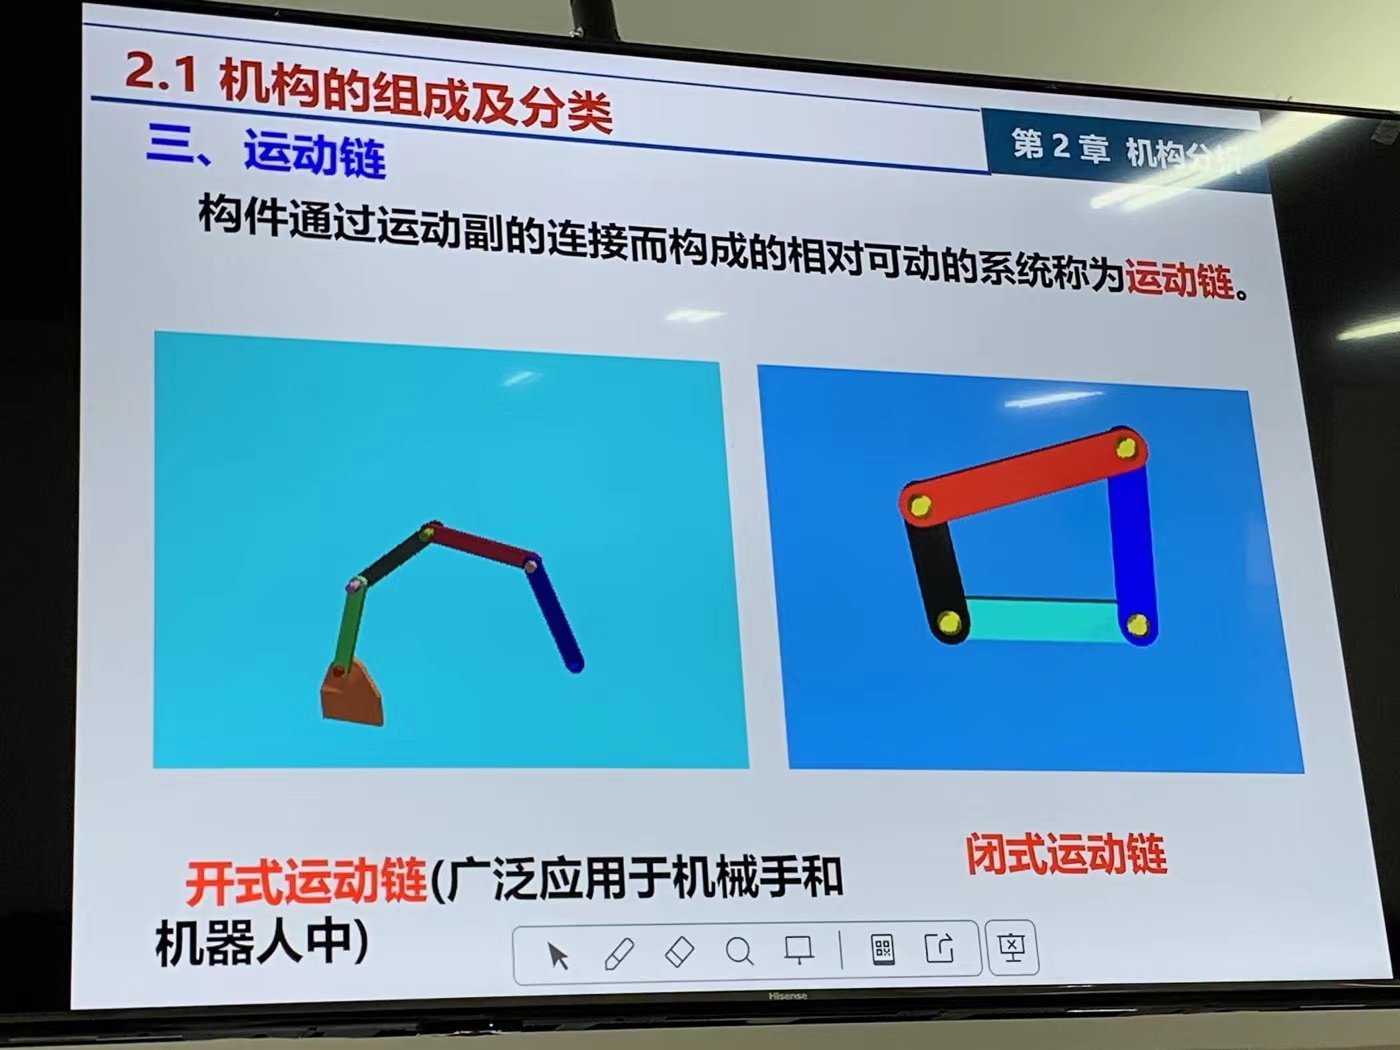 2.1 机构的组成及分类
第 2 章 机构分析
三、运动链
构件通过运动副的连接而构成的相对可动的系统称为运动链。
开式运动链(广泛应用于机械手和
机器人中)
闭式运动链
Hisense